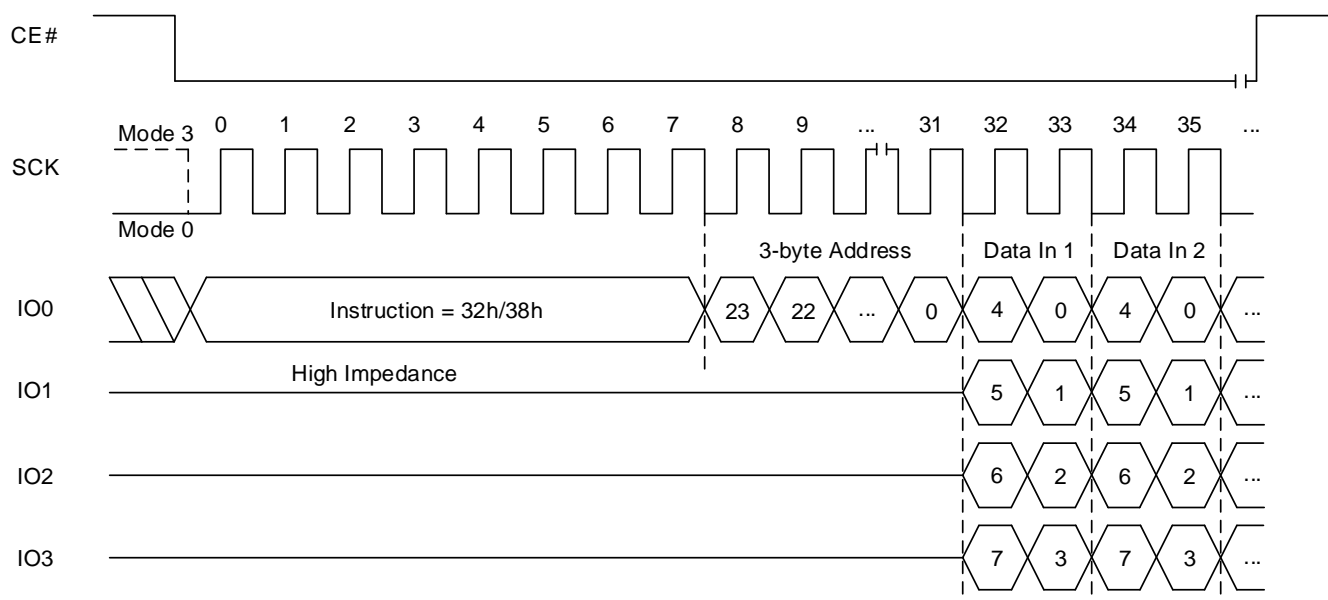 CE#
0 1 2 3 4 5 6 7 8 9 ... 31 32 33 34 35 ...
Mode 3
SCK
Mode 0
3-byte Address Data In 1 Data In 2
IO0 Instruction = 32h/38h 23 22 ... 0 4 0 4 0 ...
High Impedance
IO1 5 1 5 1 ...
IO2 6 2 6 2 ...
IO3 7 3 7 3 ...